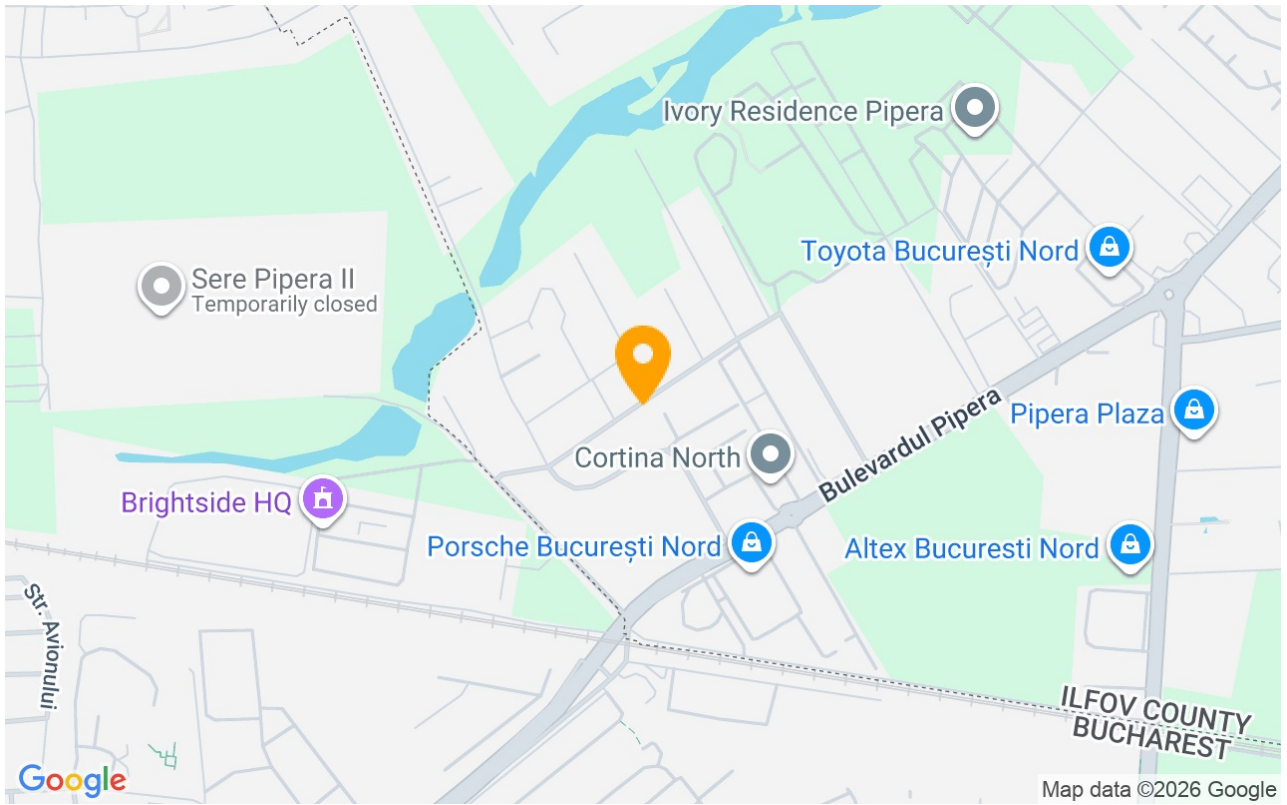 Ivory Residence Pipera
Toyota București Nord
Sere Pipera II
Temporarily closed
Bulevardul Pipera
Pipera Plaza
Cortina North
Brightside HQ
Porsche București Nord
Altex Bucuresti Nord
Str. Avionului
ILFOV COUNTY
BUCHAREST
Google
Map data ©2026 Google